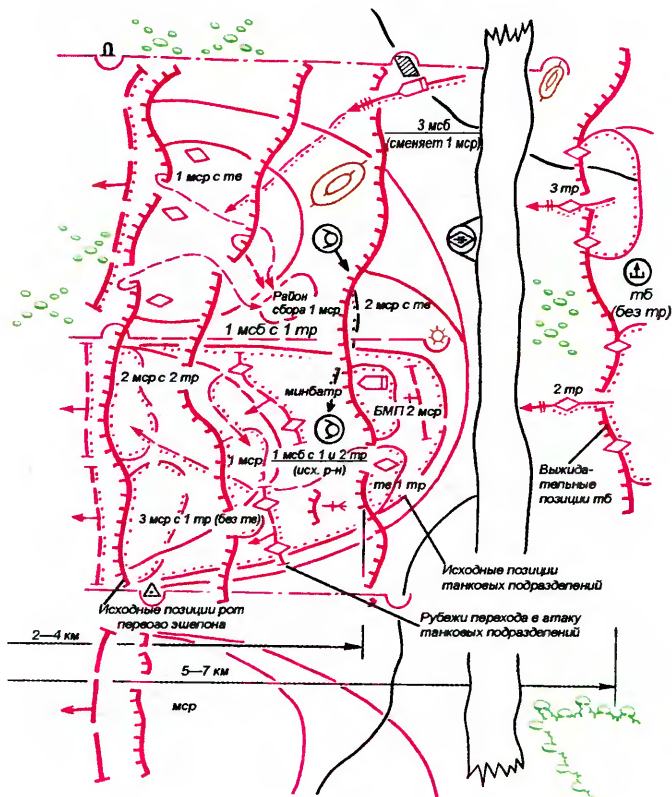 3 мсб
(сменяет 1 мср)
1 мср с тв
3 тр
Район
сбора 1 мср
2 мср с тв
тб
(без тр)
1 мсб с 1 тр
2 мср с 2 тр
минбатр
БМП 2 мср
2 тр
1 мср
1 мсб с 1 и 2 тр
(исх. р-н)
тв 1 тр
Выжида-
тельные
позиции тб
3 мср с 1 тр (без тв)
Исходные позиции
танковых подразделений
Исходные позиции рот
первого эшелона
Рубежи перехода в атаку
танковых подразделений
2—4 км
5—7 км
мср